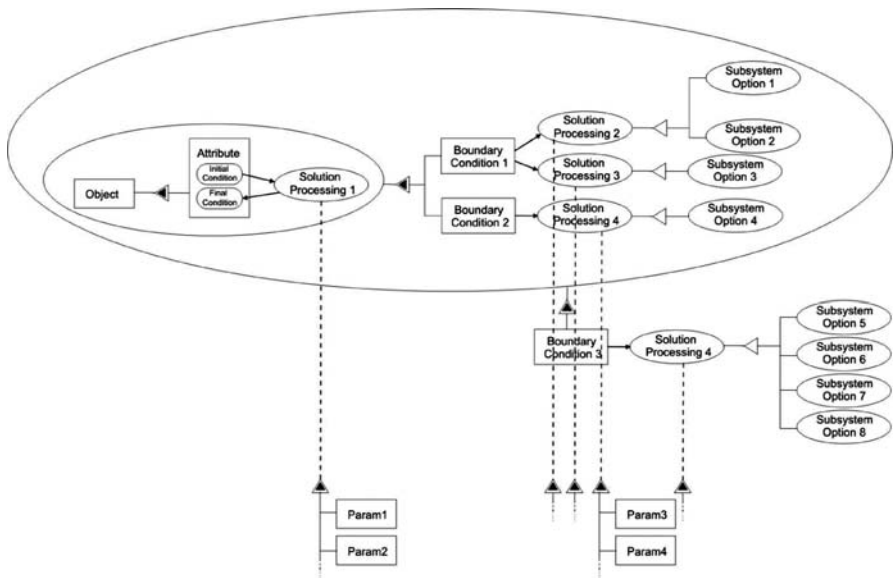 Subsystem
Option 1
Solution
Processing 2
Subsystem
Option 2
Boundary
Condition 1
Attribute
Initial
Condition
Final
Condition
Object
Solution
Processing 1
Solution
Processing 3
Subsystem
Option 3
Boundary
Condition 2
Solution
Processing 4
Subsystem
Option 4
Boundary
Condition 3
Solution
Processing 4
Subsystem
Option 5
Subsystem
Option 6
Subsystem
Option 7
Subsystem
Option 8
Param1
Param2
Param3
Param4